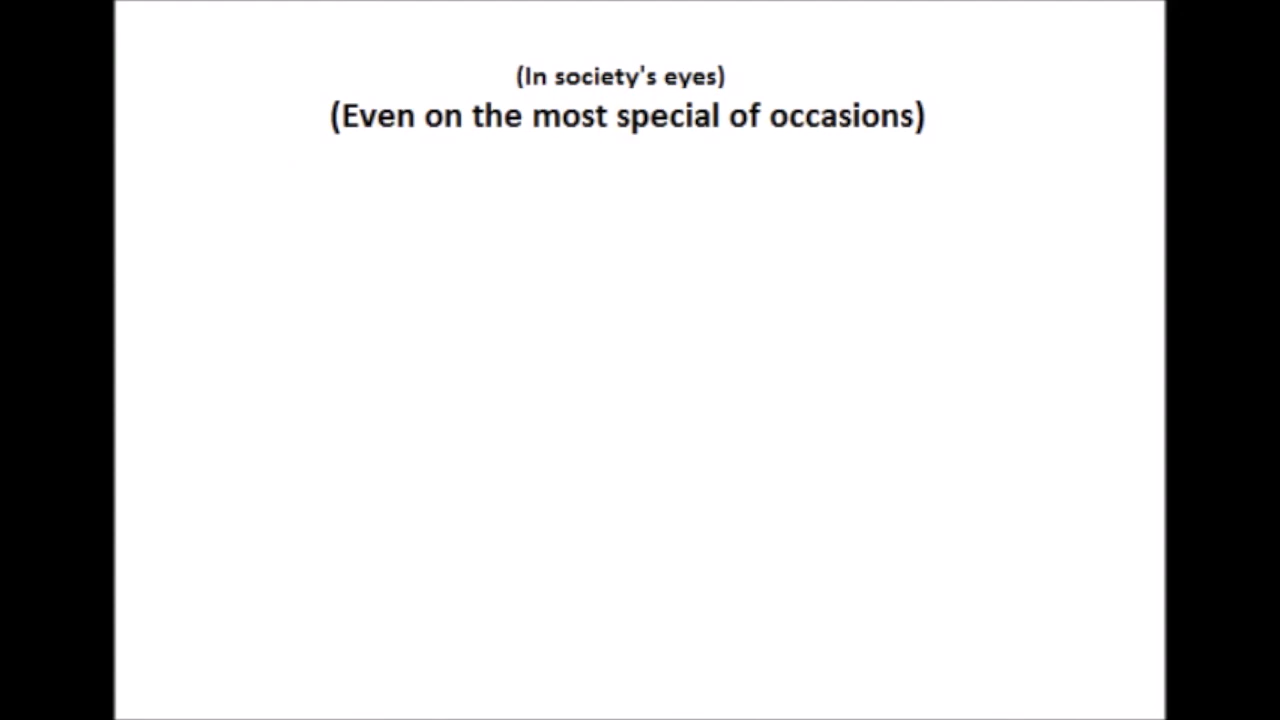 (In society's eyes)
(Even on the most special of occasions)